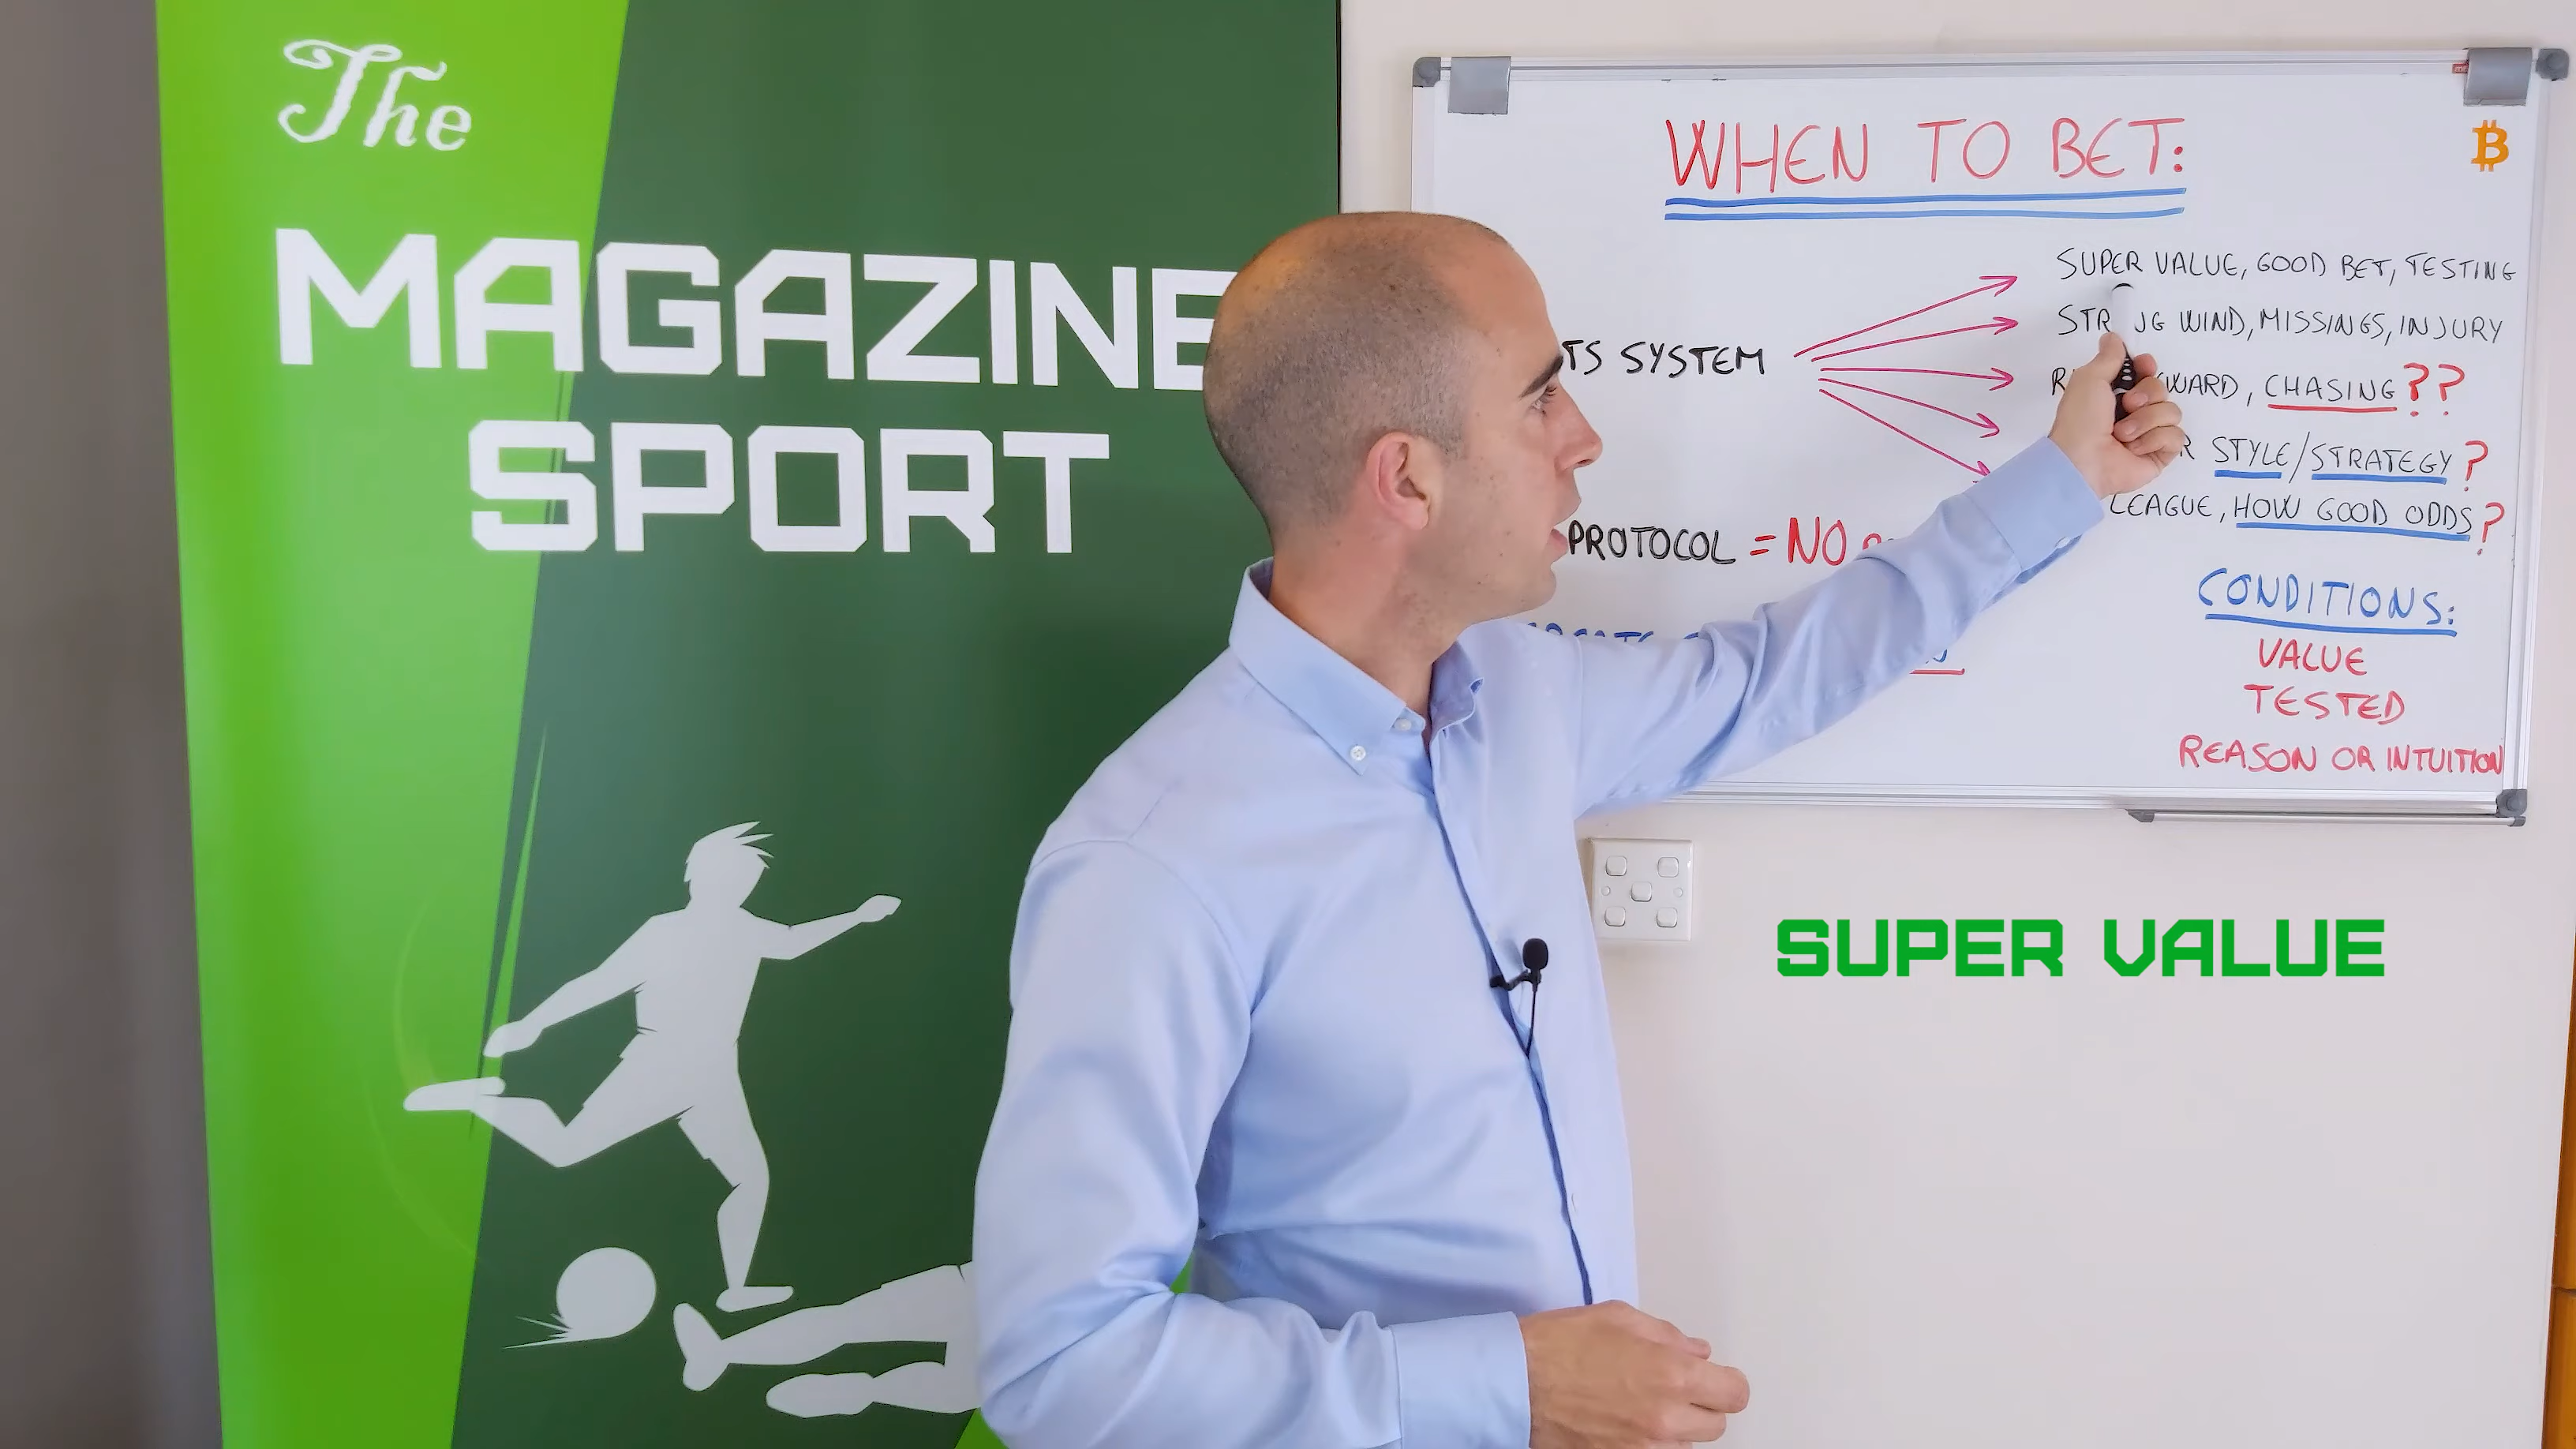 The
MAGAZINE
SPORT
WHEN TO BET:
SUPER VALUE, GOOD BET, TESTING
WIND, MISSINGS, INJURY
TS SYSTEM
, CHASING ??
STYLE/STRATEGY?
LEAGUE, HOW GOOD ODDS?
PROTOCOL = NO
CONDITIONS:
VALUE
TESTED
REASON OR INTUITION
SUPER VALUE